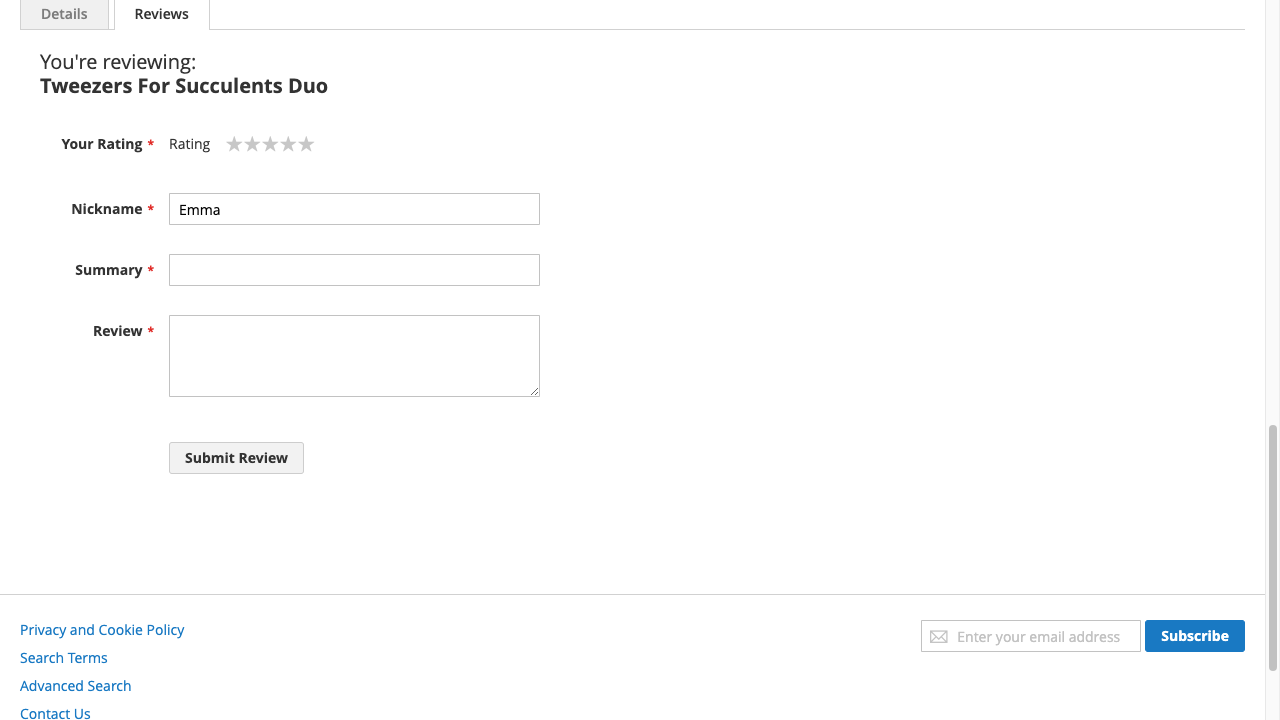 Details
Reviews
You're reviewing:
Tweezers For Succulents Duo
Your Rating *
Rating
Nickname *
Emma
Summary *
Review *
Submit Review
Privacy and Cookie Policy
Enter your email address
Subscribe
Search Terms
Advanced Search
Contact Us